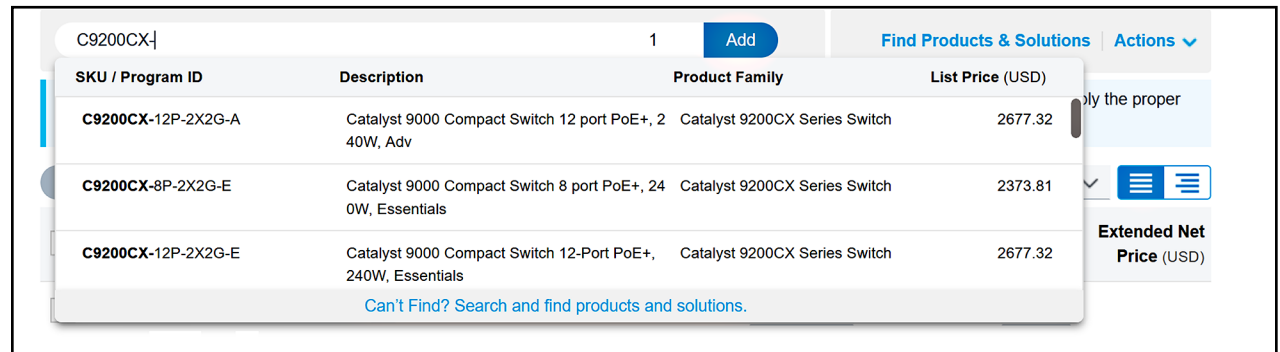 C9200CX- 1 Add Find Products & Solutions Actions
SKU / Program ID Description Product Family List Price (USD)
ply the proper
C9200CX-12P-2X2G-A Catalyst 9000 Compact Switch 12 port PoE+, 2 Catalyst 9200CX Series Switch 2677.32
40W, Adv
C9200CX-8P-2X2G-E Catalyst 9000 Compact Switch 8 port PoE+, 24 Catalyst 9200CX Series Switch 2373.81
0W, Essentials
Extended Net
Price (USD)
C9200CX-12P-2X2G-E Catalyst 9000 Compact Switch 12-Port PoE+, Catalyst 9200CX Series Switch 2677.32
240W, Essentials
Can't Find? Search and find products and solutions.